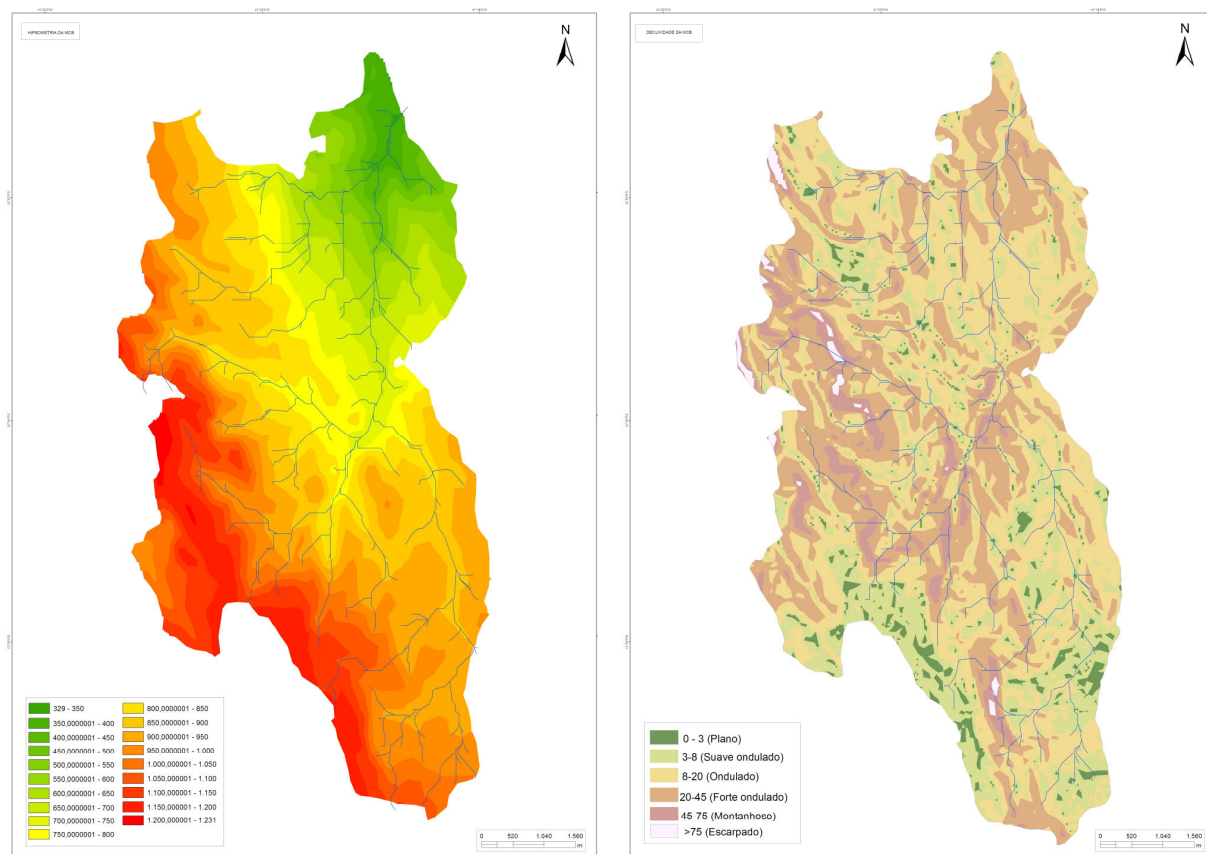 HIPSOMETRIA DA MCB
N
329 - 350
350,0000001 - 400
400,0000001 - 450
450,0000001 - 500
500,0000001 - 550
550,0000001 - 600
600,0000001 - 650
650,0000001 - 700
700,0000001 - 750
750,0000001 - 800
800,0000001 - 850
850,0000001 - 900
900,0000001 - 950
950,0000001 - 1.000
1.000,000001 - 1.050
1.050,000001 - 1.100
1.100,000001 - 1.150
1.150,000001 - 1.200
1.200,000001 - 1.231
0 520 1.040 1.560
m
DECLIVIDADE DA MCB
N
0 - 3 (Plano)
3-8 (Suave ondulado)
8-20 (Ondulado)
20-45 (Forte ondulado)
45-75 (Montanhoso)
>75 (Escarpado)
0 520 1.040 1.560
m